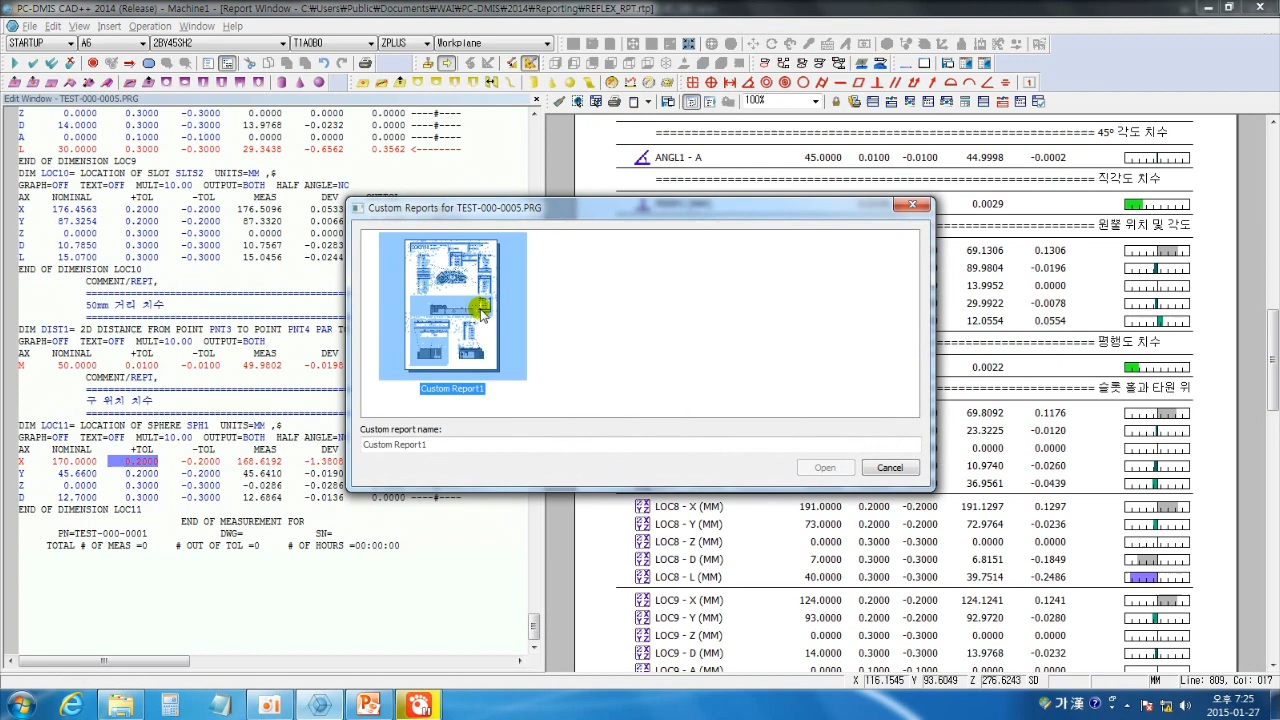 PC-DMIS CAD++ 2014 (Release) - Machine1 - [Report Window - C:₩Users₩Public₩Documents₩WAI₩PC-DMIS₩2014₩Reporting₩REFLEX_RPT.rtp]
File Edit View Insert Operation Window Help
STARTUP A6 2BY45SH2 T1A0B0 ZPLUS Workplane
100%
Edit Window - TEST-000-0005.PRG
Z 0.0000 0.3000 -0.3000 0.0000 0.0000 0.0000 ----#----
D 14.0000 0.3000 -0.3000 13.9768 -0.0232 0.0000 ----#----
A 0.0000 0.1000 -0.1000 0.0000 0.0000 0.0000 ----#----
L 30.0000 0.3000 -0.3000 29.3438 -0.6562 0.3562 <--------
END OF DIMENSION LOC9
DIM LOC10= LOCATION OF SLOT SLTS2 UNITS=MM ,$
GRAPH=OFF TEXT=OFF MULT=10.00 OUTPUT=BOTH HALF ANGLE=NO
AX NOMINAL +TOL -TOL MEAS DEV
X 176.4563 0.2000 -0.2000 176.5096 0.0533
Y 87.3254 0.2000 -0.2000 87.3320 0.0066
Z 0.0000 0.3000 -0.3000 0.0000 0.0000
D 10.7850 0.3000 -0.3000 10.7567 -0.0283
L 15.0700 0.3000 -0.3000 15.0456 -0.0244
END OF DIMENSION LOC10
COMMENT/REPT,
50mm 거리 치수
DIM DIST1= 2D DISTANCE FROM POINT PNT3 TO POINT PNT4 PAR TO
GRAPH=OFF TEXT=OFF MULT=10.00 OUTPUT=BOTH
AX NOMINAL +TOL -TOL MEAS DEV
M 50.0000 0.0100 -0.0100 49.9802 -0.0198
COMMENT/REPT,
구 위치 치수
DIM LOC11= LOCATION OF SPHERE SPH1 UNITS=MM ,$
GRAPH=OFF TEXT=OFF MULT=10.00 OUTPUT=BOTH HALF ANGLE=NO
AX NOMINAL +TOL -TOL MEAS DEV
X 170.0000 0.2000 -0.2000 168.6192 -1.3808
Y 45.6600 0.2000 -0.2000 45.6410 -0.0190
Z 0.0000 0.3000 -0.3000 -0.0286 -0.0286
D 12.7000 0.3000 -0.3000 12.6864 -0.0136
END OF DIMENSION LOC11
END OF MEASUREMENT FOR
PN=TEST-000-0001 DWG= SN=
TOTAL # OF MEAS =0 # OUT OF TOL =0 # OF HOURS =00:00:00
Custom Reports for TEST-000-0005.PRG
Custom Report1
Custom report name:
Custom Report1
Open Cancel
45º 각도 치수
ANGL1 - A 45.0000 0.0100 -0.0100 44.9998 -0.0002
직각도 치수
0.0029
원뿔 위치 및 각도
69.1306 0.1306
89.9804 -0.0196
13.9952 0.0000
29.9922 -0.0078
12.0554 0.0554
평행도 치수
0.0022
슬롯 홀과 타원 위
69.8092 0.1176
23.3220 0.0000
0.0000 0.0000
10.9740 -0.0260
36.9561 -0.0439
LOC8 - X (MM) 191.0000 0.2000 -0.2000 191.1297 0.1297
LOC8 - Y (MM) 73.0000 0.2000 -0.2000 72.9764 -0.0236
LOC8 - Z (MM) 0.0000 0.3000 -0.3000 0.0000 0.0000
LOC8 - D (MM) 7.0000 0.3000 -0.3000 6.8151 -0.1849
LOC8 - L (MM) 40.0000 0.3000 -0.3000 39.7514 -0.2486
LOC9 - X (MM) 124.0000 0.2000 -0.2000 124.1241 0.1241
LOC9 - Y (MM) 93.0000 0.2000 -0.2000 92.9720 -0.0280
LOC9 - Z (MM) 0.0000 0.3000 -0.3000 0.0000 0.0000
LOC9 - D (MM) 14.0000 0.3000 -0.3000 13.9768 -0.0232
X 116.1545 Y 93.6049 Z 276.6243 SD MM Line: 809, Col: 017
가 漢
오후 7:25
2015-01-27